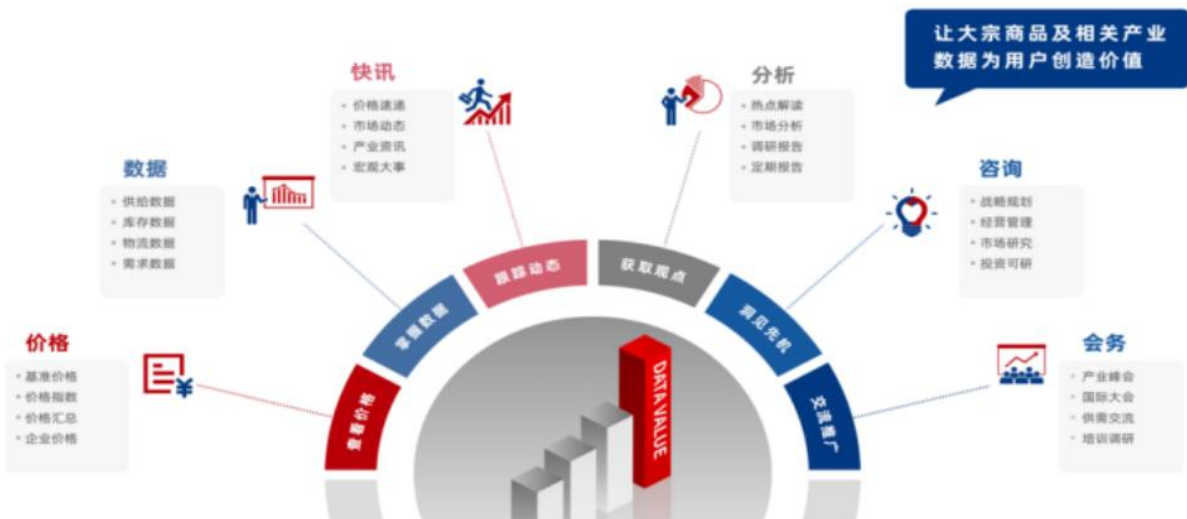 让大宗商品及相关产业
数据为用户创造价值
价格
基准价格
价格指数
价格汇总
企业价格
查看价格
数据
供给数据
库存数据
物流数据
需求数据
掌握数据
快讯
价格速递
市场动态
产业资讯
宏观大事
跟踪动态
分析
热点解读
市场分析
调研报告
定期报告
获取观点
咨询
战略规划
经营管理
市场研究
投资可研
洞见先机
会务
产业峰会
国际大会
供需交流
培训调研
交流推广
DATA VALUE